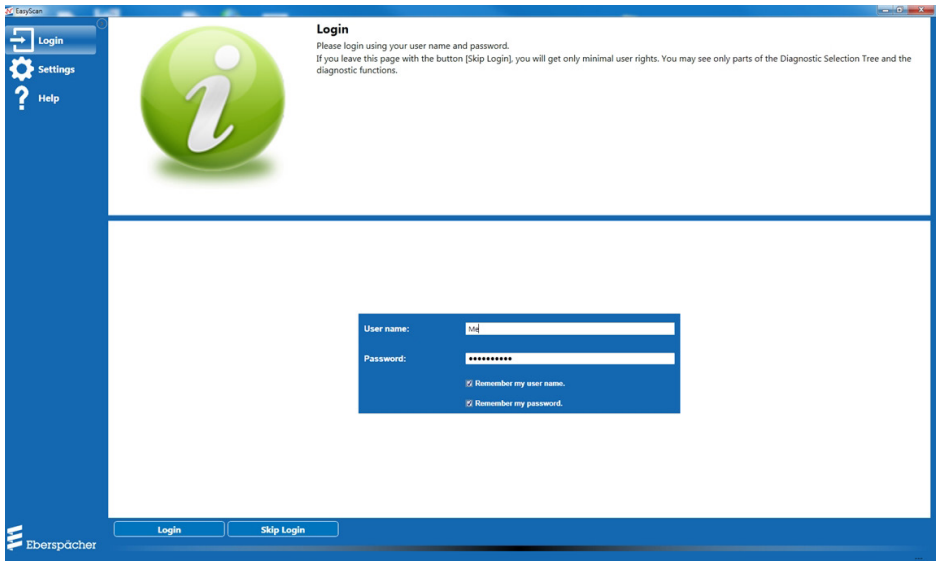 EasyScan
Login
Settings
Help
Login
Please login using your user name and password.
If you leave this page with the button [Skip Login], you will get only minimal user rights. You may see only parts of the Diagnostic Selection Tree and the
diagnostic functions.
User name: Me
Password: ••••••••••
Remember my user name.
Remember my password.
Login Skip Login
Eberspächer